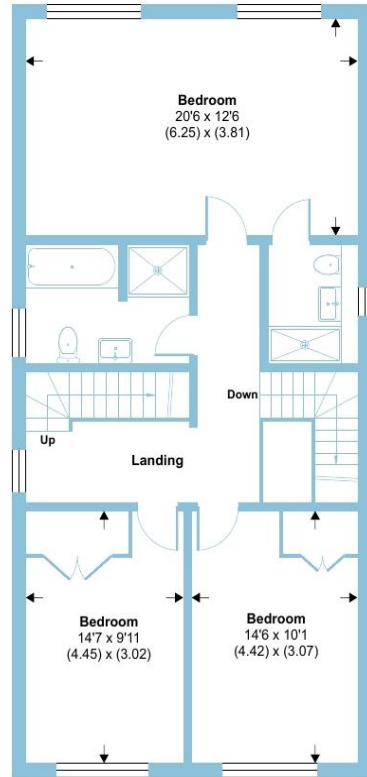 Bedroom
20'6 x 12'6
(6.25) x (3.81)
Down
Up
Landing
Bedroom
14'7 x 9'11
(4.45) x (3.02)
Bedroom
14'6 x 10'1
(4.42) x (3.07)